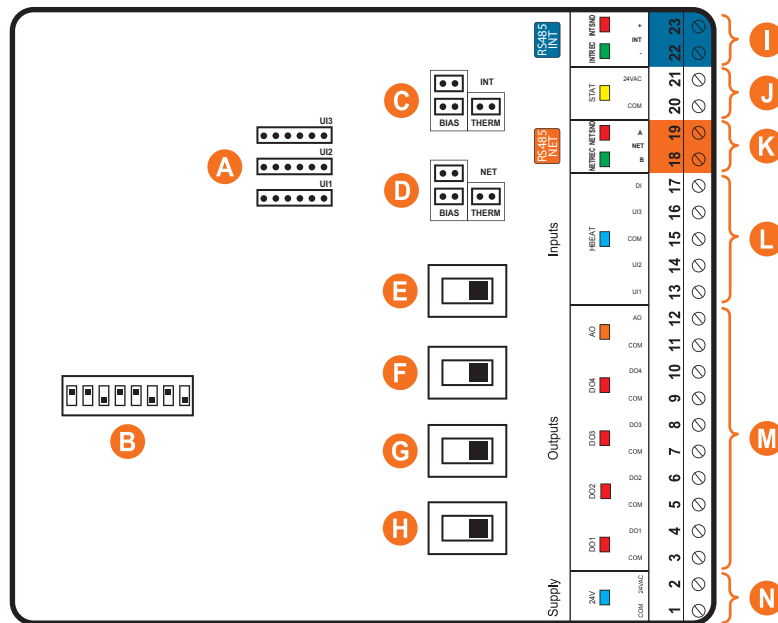 A
UI3
UI2
UI1
B
C
INT
BIAS THERM
D
NET
BIAS THERM
E
F
G
H
RS485
INT
INTREC INTSND
+
INT
-
23
22
I
STAT
24VAC
COM
21
20
J
RS485
NET
NETREC NETSND
A
NET
B
19
18
K
Inputs
HBEAT
DI
UI3
COM
UI2
UI1
17
16
15
14
13
L
Outputs
AO
DO4
DO3
DO2
DO1
AO
COM
DO4
COM
DO3
COM
DO2
COM
DO1
COM
12
11
10
9
8
7
6
5
4
3
M
Supply
24V
24VAC
COM
2
1
N